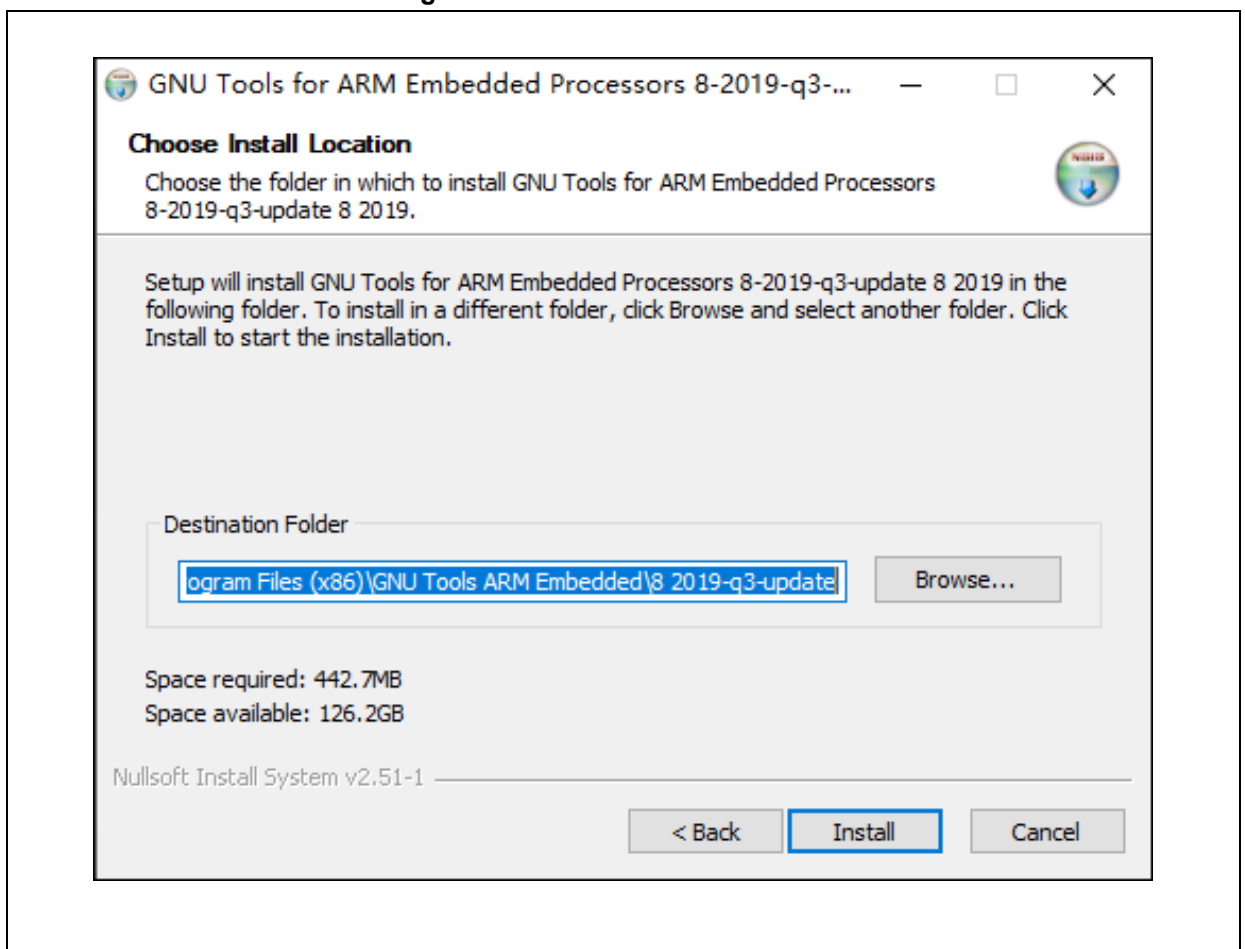 GNU Tools for ARM Embedded Processors 8-2019-q3-...
Choose Install Location
Choose the folder in which to install GNU Tools for ARM Embedded Processors
8-2019-q3-update 8 2019.
Setup will install GNU Tools for ARM Embedded Processors 8-2019-q3-update 8 2019 in the
following folder. To install in a different folder, click Browse and select another folder. Click
Install to start the installation.
Destination Folder
ogram Files (x86)\GNU Tools ARM Embedded\8 2019-q3-update
Browse...
Space required: 442.7MB
Space available: 126.2GB
Nullsoft Install System v2.51-1
< Back Install Cancel